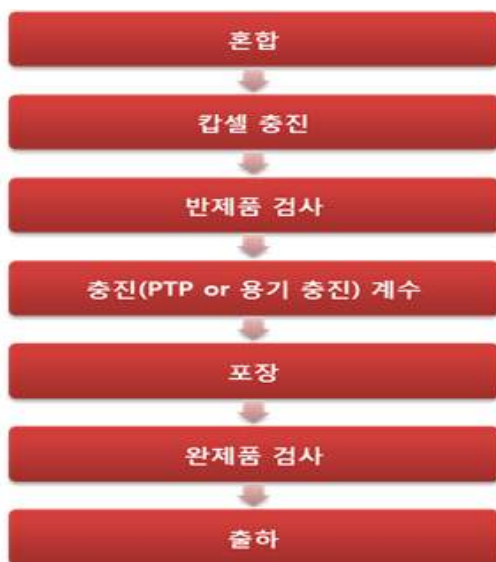 혼합
캅셀 충진
반제품 검사
충진(PTP or 용기 충진) 계수
포장
완제품 검사
출하